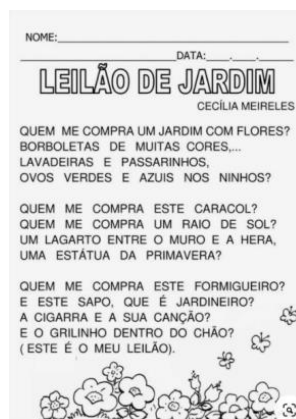 NOME:
DATA:
LEILÃO DE JARDIM
CECÍLIA MEIRELES
QUEM ME COMPRA UM JARDIM COM FLORES?
BORBOLETAS DE MUITAS CORES,...
LAVADEIRAS E PASSARINHOS,
OVOS VERDES E AZUIS NOS NINHOS?
QUEM ME COMPRA ESTE CARACOL?
QUEM ME COMPRA UM RAIO DE SOL?
UM LAGARTO ENTRE O MURO E A HERA,
UMA ESTÁTUA DA PRIMAVERA?
QUEM ME COMPRA ESTE FORMIGUEIRO?
E ESTE SAPO, QUE É JARDINEIRO?
A CIGARRA E A SUA CANÇÃO?
E O GRILINHO DENTRO DO CHÃO?
( ESTE É O MEU LEILÃO).